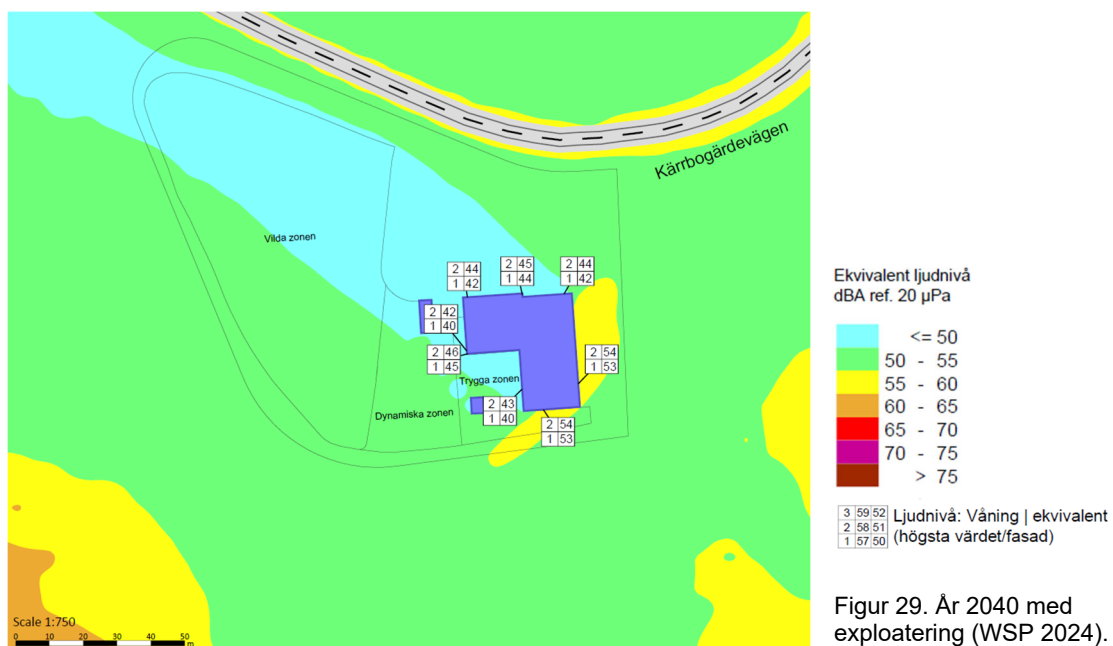 Kärrbogärdevägen
Vilda zonen
2 44
1 42
2 45
1 44
2 44
1 42
2 42
1 40
2 46
1 45
2 54
1 53
Trygga zonen
2 43
1 40
Dynamiska zonen
2 54
1 53
Scale 1:750
0 10 20 30 40 50
m
Ekvivalent ljudnivå
dBA ref. 20 µPa
<= 50
50 - 55
55 - 60
60 - 65
65 - 70
70 - 75
> 75
3 59 52
2 58 51
1 57 50
Ljudnivå: Våning | ekvivalent
(högsta värdet/fasad)
Figur 29. År 2040 med
exploatering (WSP 2024).